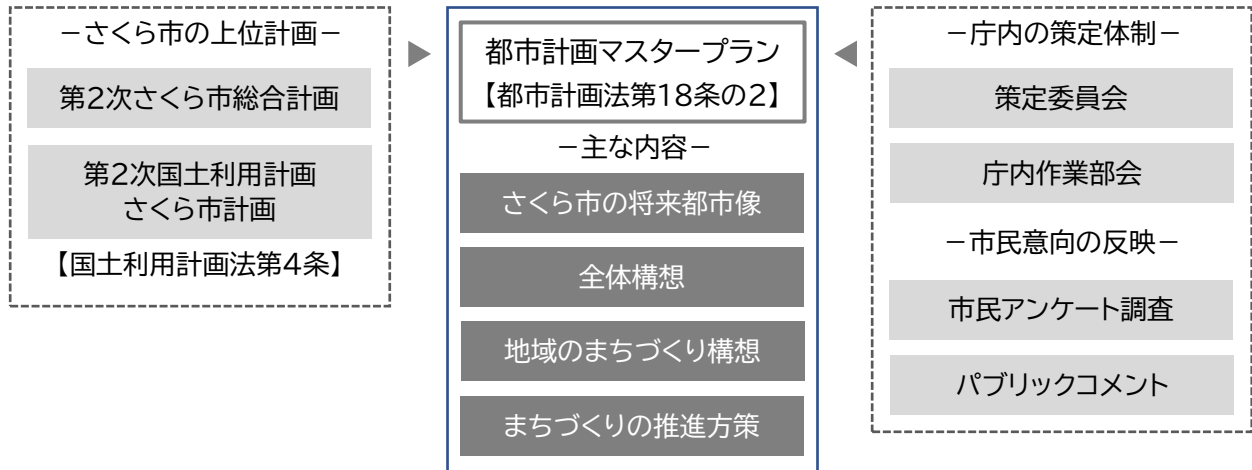 －さくら市の上位計画－
第2次さくら市総合計画
第2次国土利用計画
さくら市計画
【国土利用計画法第4条】
都市計画マスタープラン
【都市計画法第18条の2】
－主な内容－
さくら市の将来都市像
全体構想
地域のまちづくり構想
まちづくりの推進方策
－庁内の策定体制－
策定委員会
庁内作業部会
－市民意向の反映－
市民アンケート調査
パブリックコメント